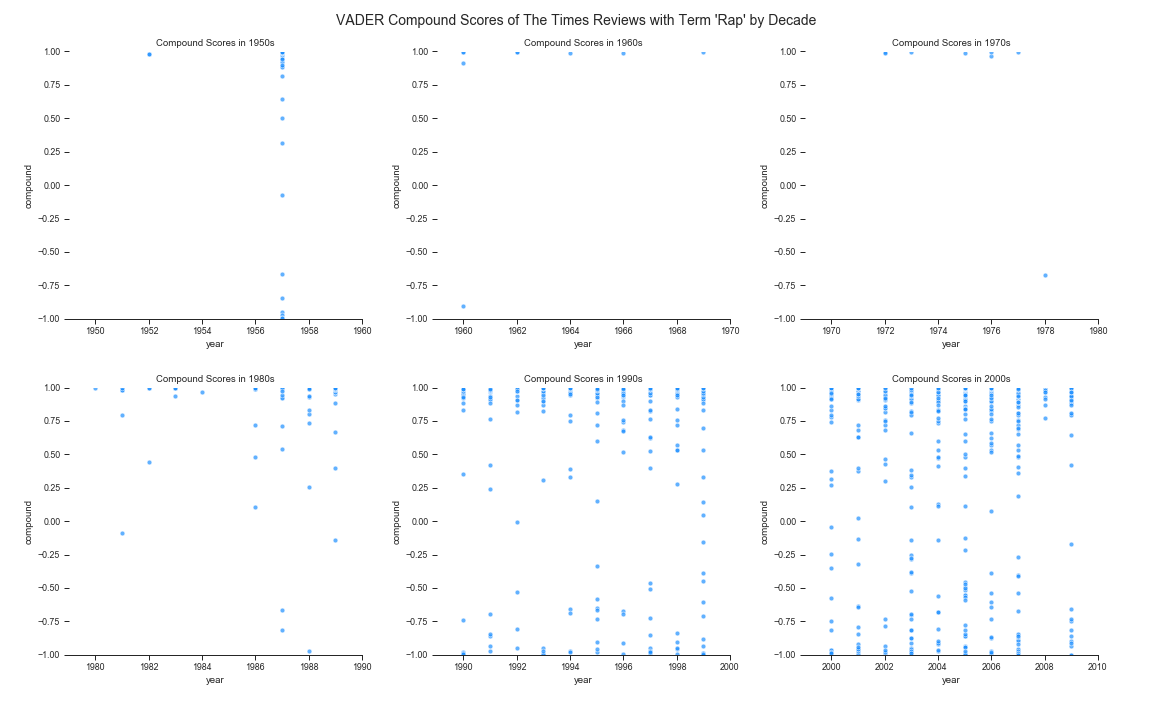 VADER Compound Scores of The Times Reviews with Term 'Rap' by Decade
Compound Scores in 1950s
1.00
0.75
0.50
0.25
0.00
−0.25
−0.50
−0.75
−1.00
compound
1950 1952 1954 1956 1958 1960
year
Compound Scores in 1960s
1.00
0.75
0.50
0.25
0.00
−0.25
−0.50
−0.75
−1.00
compound
1960 1962 1964 1966 1968 1970
year
Compound Scores in 1970s
1.00
0.75
0.50
0.25
0.00
−0.25
−0.50
−0.75
−1.00
compound
1970 1972 1974 1976 1978 1980
year
Compound Scores in 1980s
1.00
0.75
0.50
0.25
0.00
−0.25
−0.50
−0.75
−1.00
compound
1980 1982 1984 1986 1988 1990
year
Compound Scores in 1990s
1.00
0.75
0.50
0.25
0.00
−0.25
−0.50
−0.75
−1.00
compound
1990 1992 1994 1996 1998 2000
year
Compound Scores in 2000s
1.00
0.75
0.50
0.25
0.00
−0.25
−0.50
−0.75
−1.00
compound
2000 2002 2004 2006 2008 2010
year